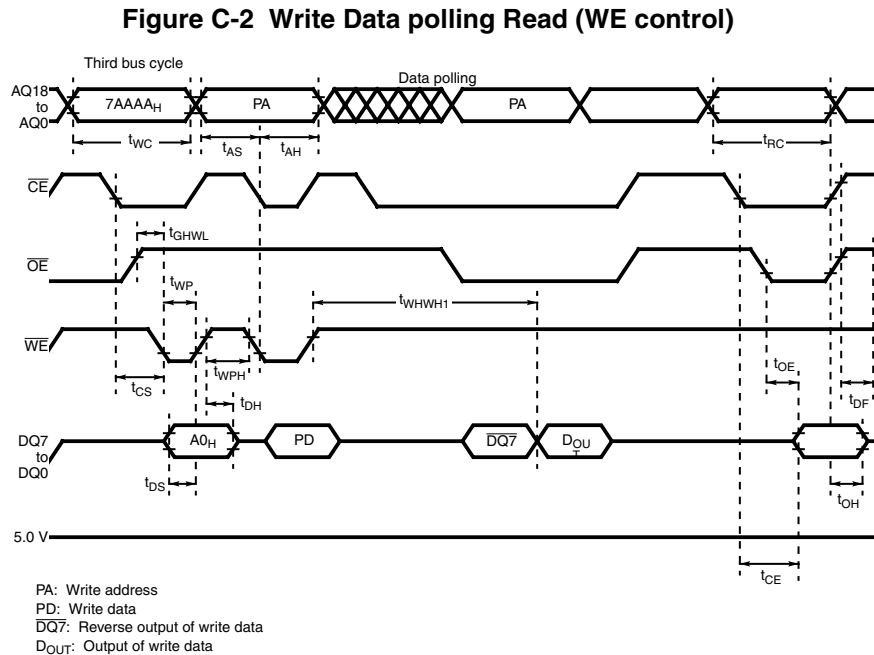 Figure C-2 Write Data polling Read (WE control)
Third bus cycle
Data polling
AQ18
to
AQ0
7AAAAH
PA
PA
tWC
tAS
tAH
tRC
CE
tGHWL
OE
tWP
tWHWH1
WE
tOE
tCS
tWPH
tDH
tDF
DQ7
to
DQ0
A0H
PD
DQ7
DOU
T
tDS
tOH
5.0 V
tCE
PA: Write address
PD: Write data
DQ7: Reverse output of write data
DOUT: Output of write data